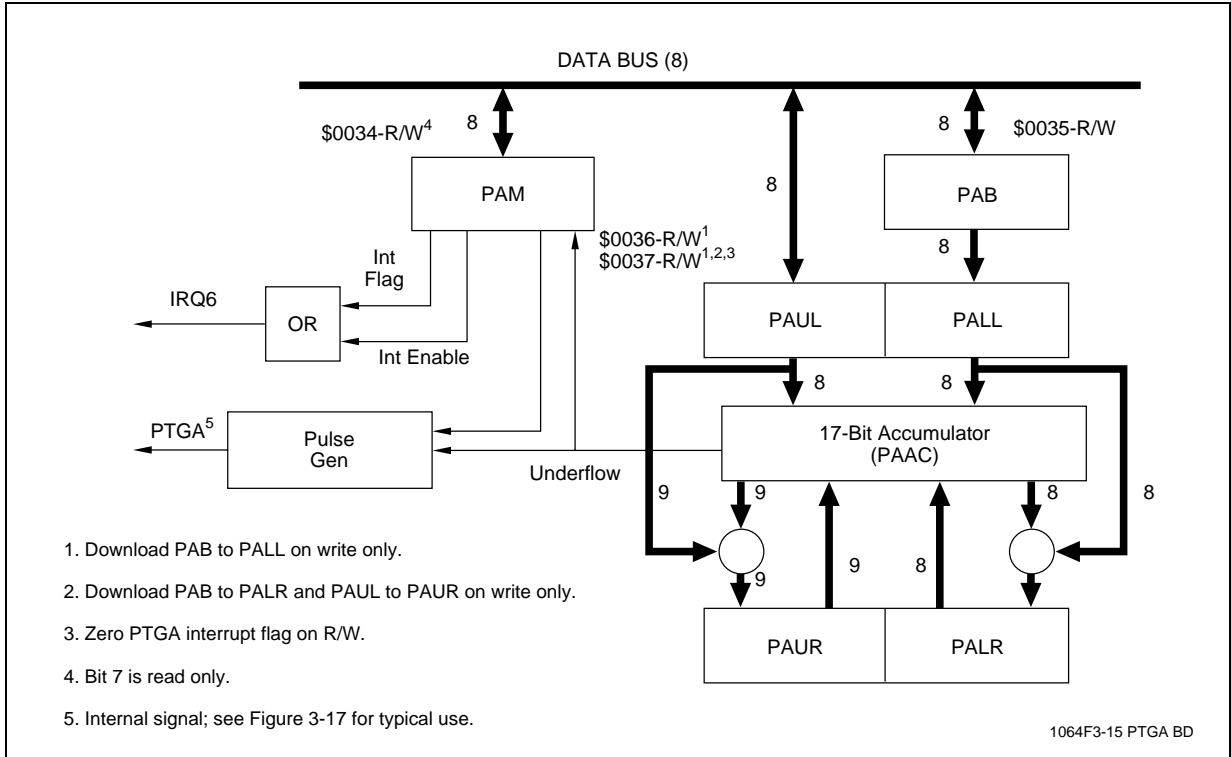 DATA BUS (8)
$0034-R/W4
8
8
$0035-R/W
8
PAM
PAB
$0036-R/W1
$0037-R/W1,2,3
8
Int
Flag
IRQ6
OR
PAUL
PALL
Int Enable
8
8
PTGA5
Pulse
Gen
17-Bit Accumulator
(PAAC)
Underflow
9
9
8
8
9
8
9
PAUR
PALR
1. Download PAB to PALL on write only.
2. Download PAB to PALR and PAUL to PAUR on write only.
3. Zero PTGA interrupt flag on R/W.
4. Bit 7 is read only.
5. Internal signal; see Figure 3-17 for typical use.
1064F3-15 PTGA BD